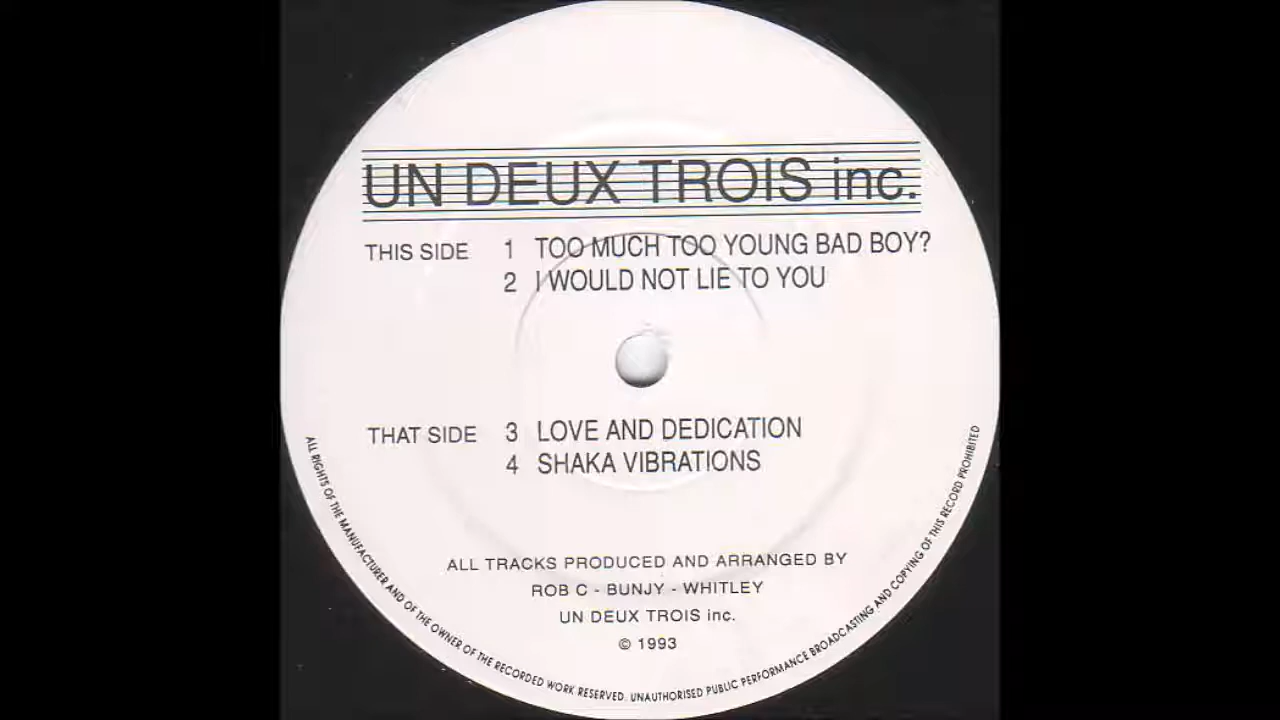 UN DEUX TROIS inc.
THIS SIDE 1 TOO MUCH TOO YOUNG BAD BOY?
2 I WOULD NOT LIE TO YOU
THAT SIDE 3 LOVE AND DEDICATION
4 SHAKA VIBRATIONS
ALL TRACKS PRODUCED AND ARRANGED BY
ROB C - BUNJY - WHITLEY
UN DEUX TROIS inc.
© 1993
ALL RIGHTS OF THE MANUFACTURER AND OF THE OWNER OF THE RECORDED WORK RESERVED. UNAUTHORISED PUBLIC PERFORMANCE BROADCASTING AND COPYING OF THIS RECORD PROHIBITED